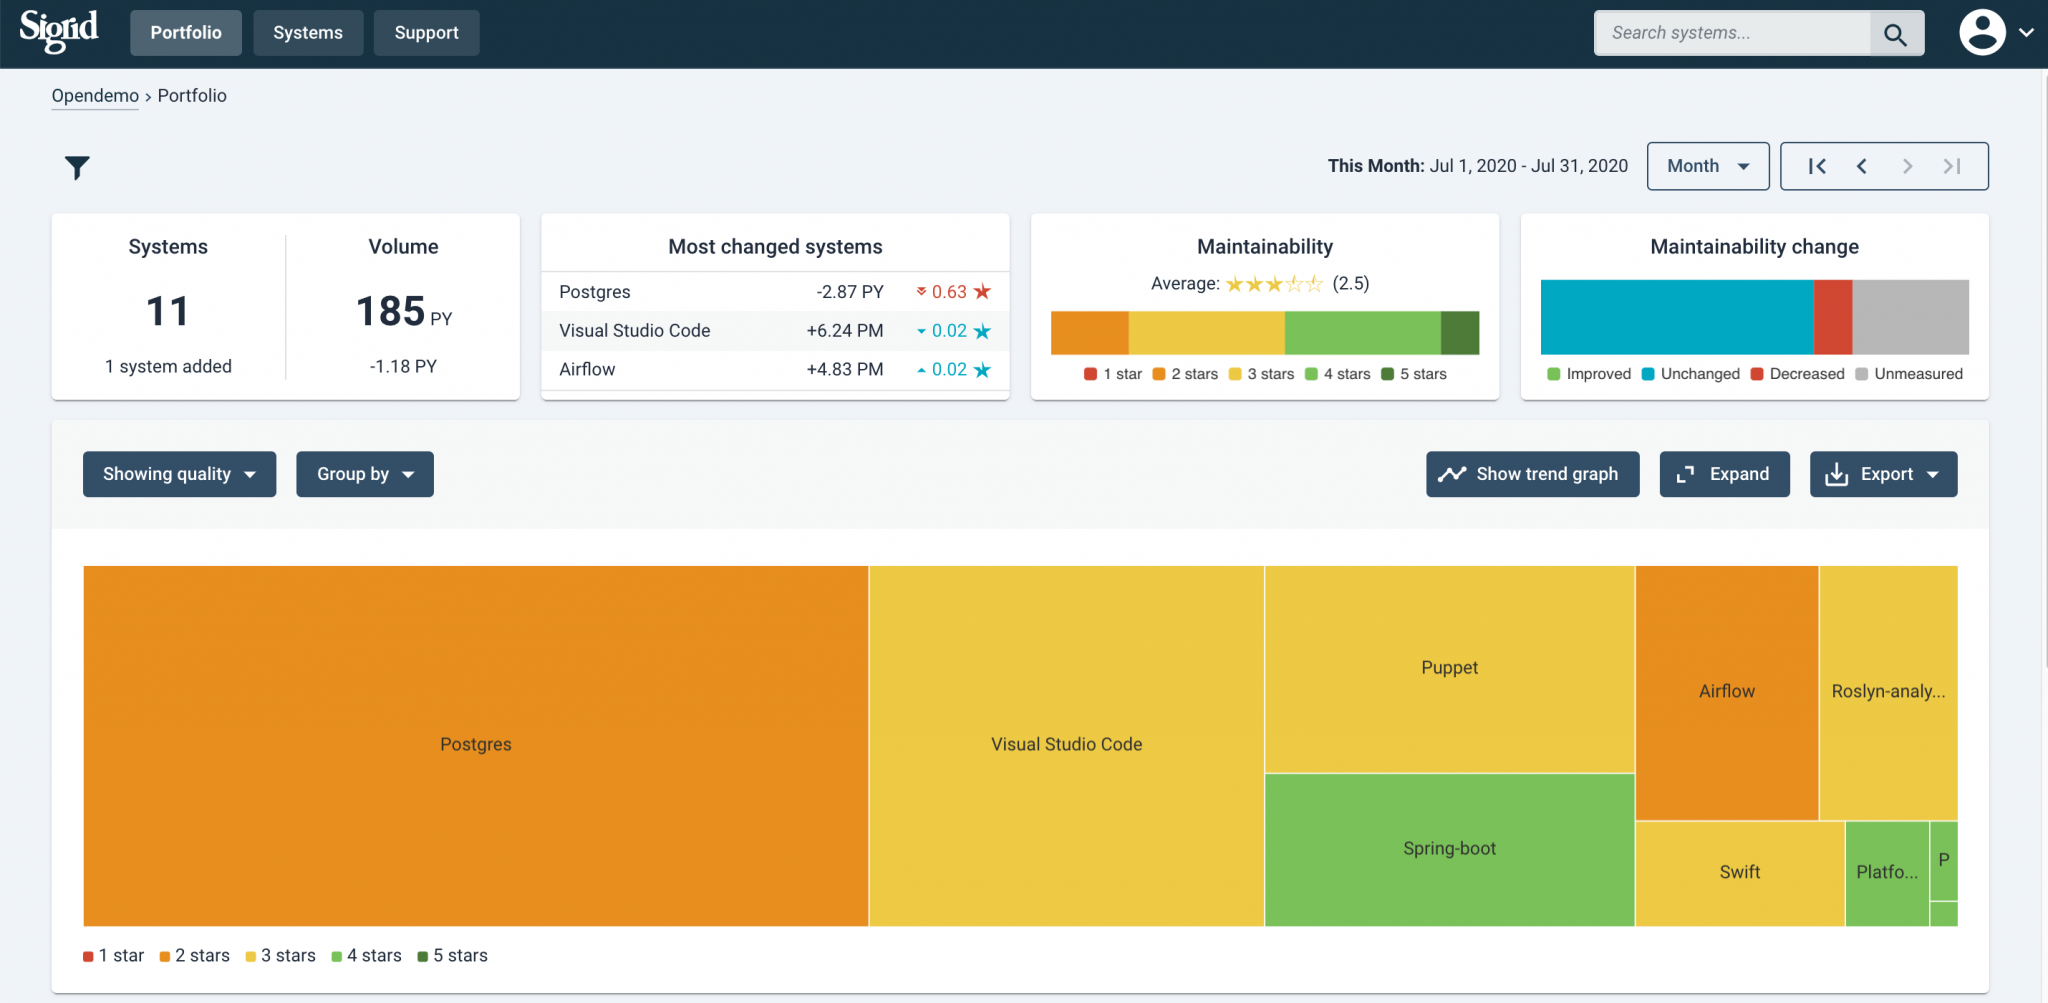 Sigrid
Portfolio
Systems
Support
Search systems...
Opendemo › Portfolio
This Month: Jul 1, 2020 - Jul 31, 2020
Month
Systems
11
1 system added
Volume
185 PY
-1.18 PY
Most changed systems
Postgres -2.87 PY 0.63
Visual Studio Code +6.24 PM 0.02
Airflow +4.83 PM 0.02
Maintainability
Average: (2.5)
1 star 2 stars 3 stars 4 stars 5 stars
Maintainability change
Improved Unchanged Decreased Unmeasured
Showing quality
Group by
Show trend graph
Expand
Export
Postgres
Visual Studio Code
Puppet
Spring-boot
Airflow
Roslyn-analy...
Swift
Platfo...
P
1 star 2 stars 3 stars 4 stars 5 stars